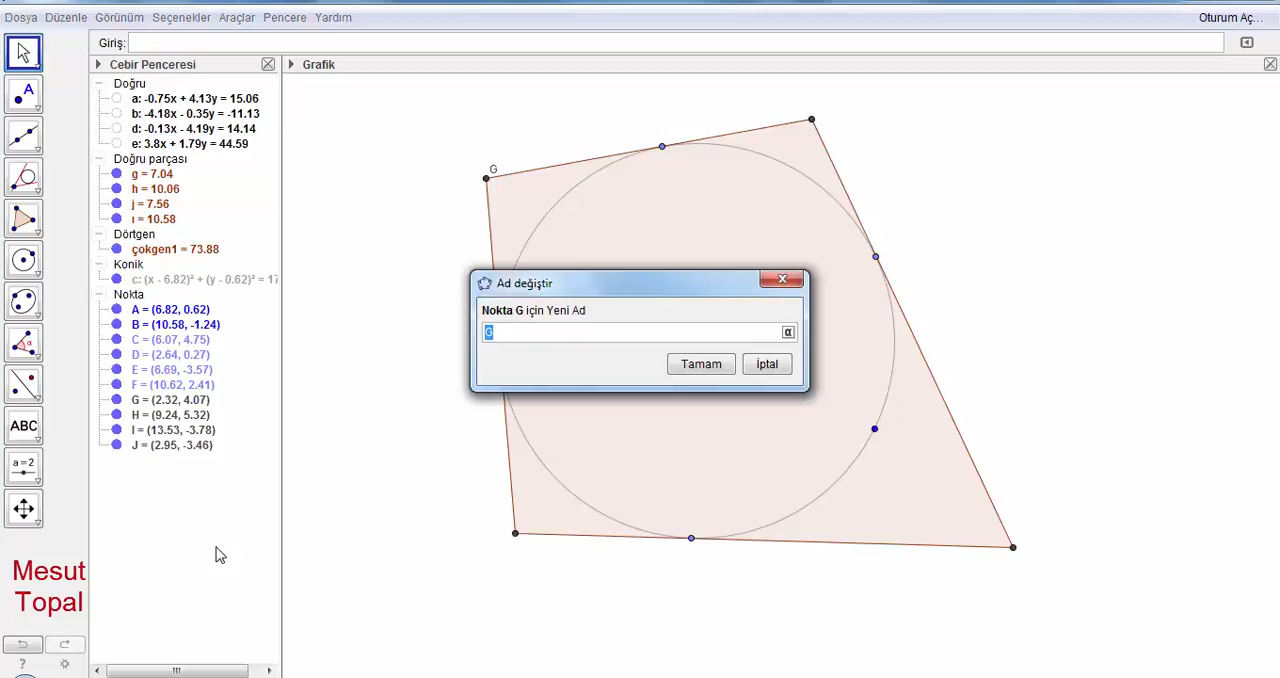 Dosya Düzenle Görünüm Seçenekler Araçlar Pencere Yardım Oturum Aç...
Giriş:
Cebir Penceresi
Grafik
Doğru
a: -0.75x + 4.13y = 15.06
b: -4.18x - 0.35y = -11.13
d: -0.13x - 4.19y = 14.14
e: 3.8x + 1.79y = 44.59
Doğru parçası
g = 7.04
h = 10.06
j = 7.56
ı = 10.58
Dörtgen
çokgen1 = 73.88
Konik
c: (x - 6.82)² + (y - 0.62)² = 17
Nokta
A = (6.82, 0.62)
B = (10.58, -1.24)
C = (6.07, 4.75)
D = (2.64, 0.27)
E = (6.69, -3.57)
F = (10.62, 2.41)
G = (2.32, 4.07)
H = (9.24, 5.32)
I = (13.53, -3.78)
J = (2.95, -3.46)
G
Ad değiştir
Nokta G için Yeni Ad
G
α
Tamam
İptal
A
α
ABC
a=2
Mesut
Topal
?